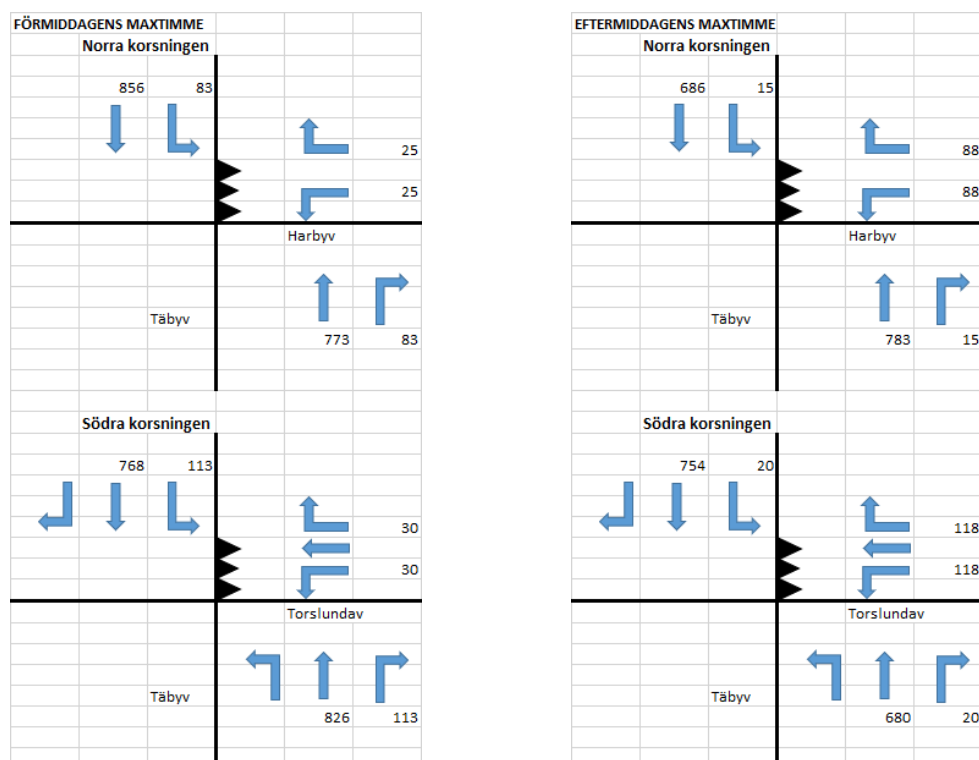 FÖRMIDDAGENS MAXTIMME
Norra korsningen
856 83
25
25
Harbyv
Täbyv
773 83
Södra korsningen
768 113
30
30
Torslundav
Täbyv
826 113
EFTERMIDDAGENS MAXTIMME
Norra korsningen
686 15
88
88
Harbyv
Täbyv
783 15
Södra korsningen
754 20
118
118
Torslundav
Täbyv
680 20